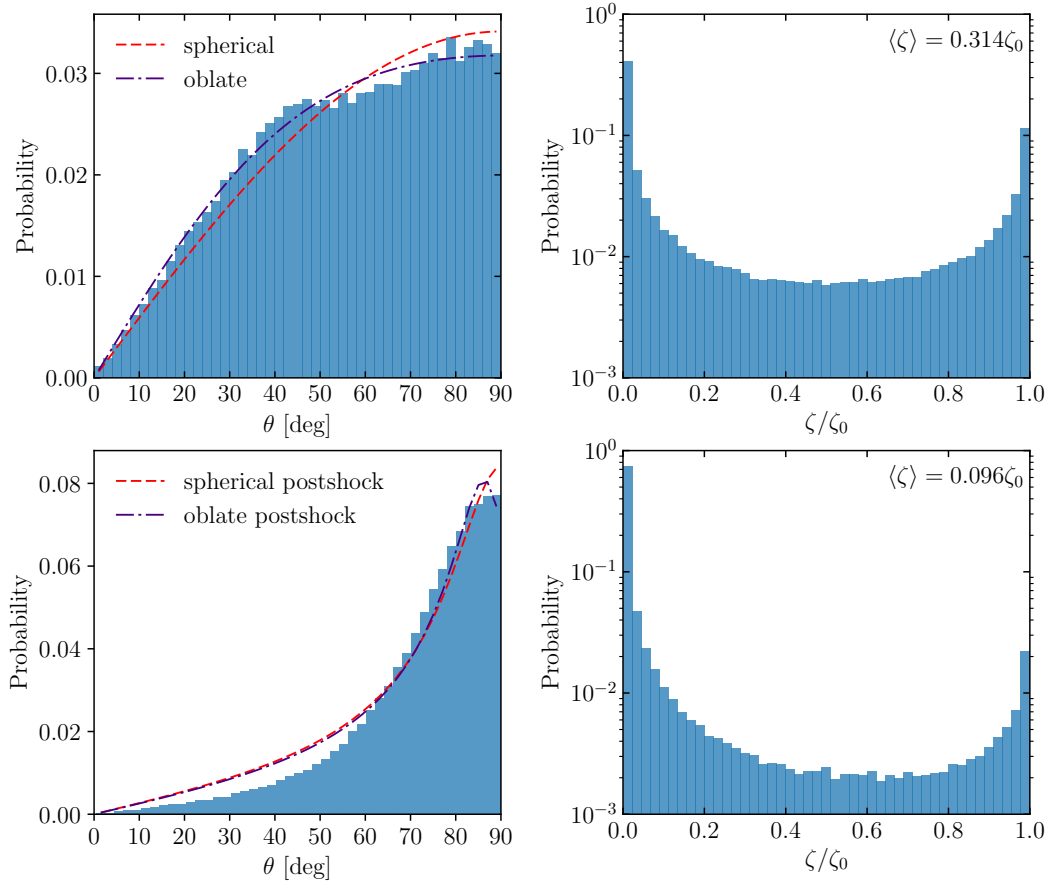 spherical
oblate
Probability
0.03
0.02
0.01
0.00
0 10 20 30 40 50 60 70 80 90
θ [deg]
⟨ζ⟩ = 0.314ζ₀
Probability
10⁰
10⁻¹
10⁻²
10⁻³
0.0 0.2 0.4 0.6 0.8 1.0
ζ/ζ₀
spherical postshock
oblate postshock
Probability
0.08
0.06
0.04
0.02
0.00
0 10 20 30 40 50 60 70 80 90
θ [deg]
⟨ζ⟩ = 0.096ζ₀
Probability
10⁰
10⁻¹
10⁻²
10⁻³
0.0 0.2 0.4 0.6 0.8 1.0
ζ/ζ₀